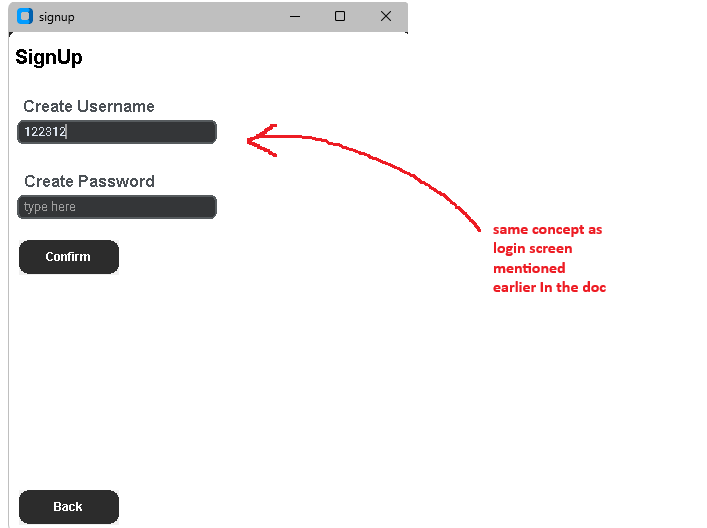 signup
SignUp
Create Username
122312
Create Password
type here
Confirm
same concept as
login screen
mentioned
earlier In the doc
Back